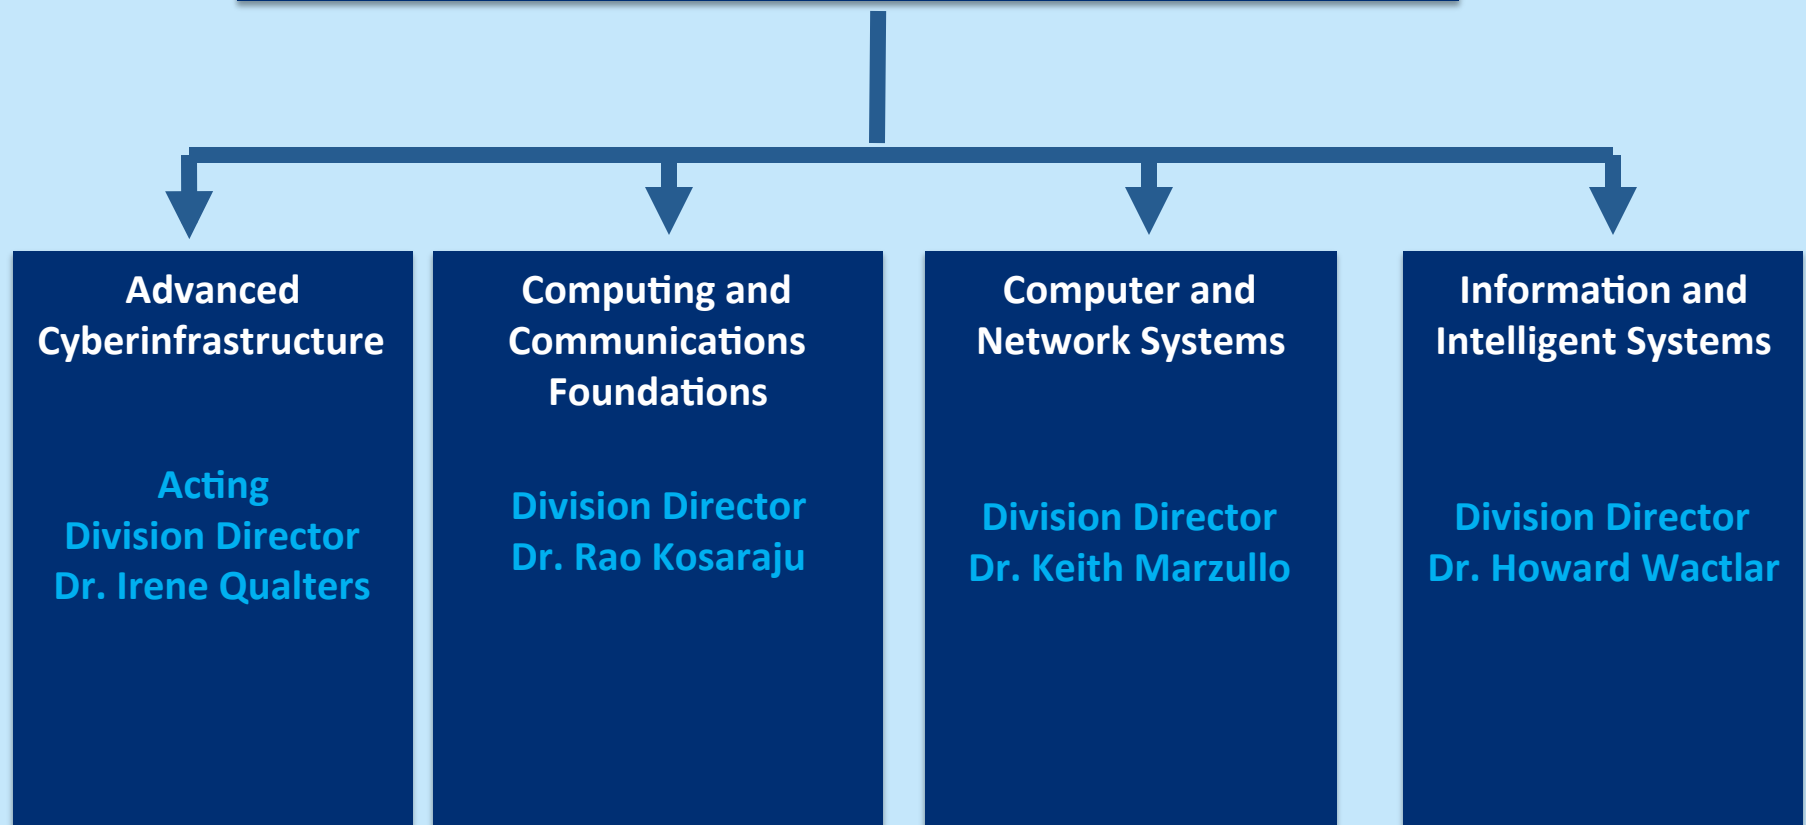 Advanced
Cyberinfrastructure
Acting
Division Director
Dr. Irene Qualters
Computing and
Communications
Foundations
Division Director
Dr. Rao Kosaraju
Computer and
Network Systems
Division Director
Dr. Keith Marzullo
Information and
Intelligent Systems
Division Director
Dr. Howard Wactlar